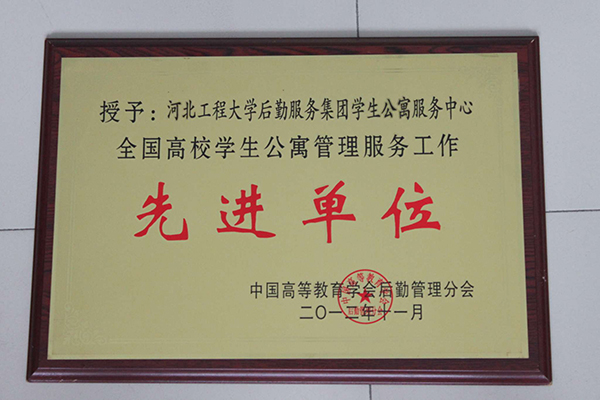 授予：河北工程大学后勤服务集团学生公寓服务中心
全国高校学生公寓管理服务工作
先进单位
中国高等教育学会后勤管理分会
二〇一二年十一月